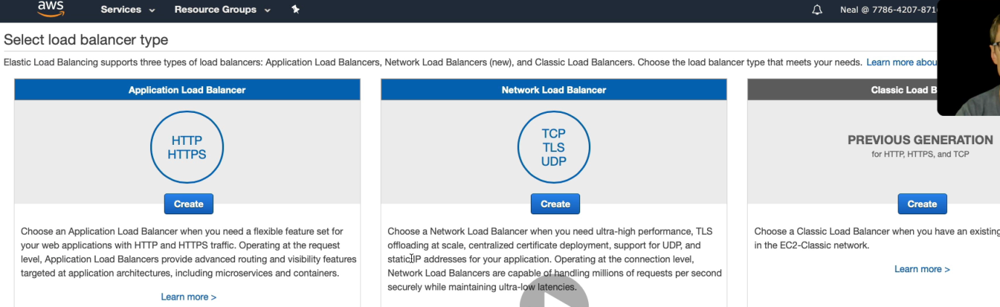 aws Services Resource Groups Neal @ 7786-4207-871
Select load balancer type
Elastic Load Balancing supports three types of load balancers: Application Load Balancers, Network Load Balancers (new), and Classic Load Balancers. Choose the load balancer type that meets your needs. Learn more abou
Application Load Balancer
HTTP
HTTPS
Create
Choose an Application Load Balancer when you need a flexible feature set for
your web applications with HTTP and HTTPS traffic. Operating at the request
level, Application Load Balancers provide advanced routing and visibility features
targeted at application architectures, including microservices and containers.
Learn more >
Network Load Balancer
TCP
TLS
UDP
Create
Choose a Network Load Balancer when you need ultra-high performance, TLS
offloading at scale, centralized certificate deployment, support for UDP, and
static IP addresses for your application. Operating at the connection level,
Network Load Balancers are capable of handling millions of requests per second
securely while maintaining ultra-low latencies.
Classic Load B
PREVIOUS GENERATION
for HTTP, HTTPS, and TCP
Create
Choose a Classic Load Balancer when you have an existing
in the EC2-Classic network.
Learn more >